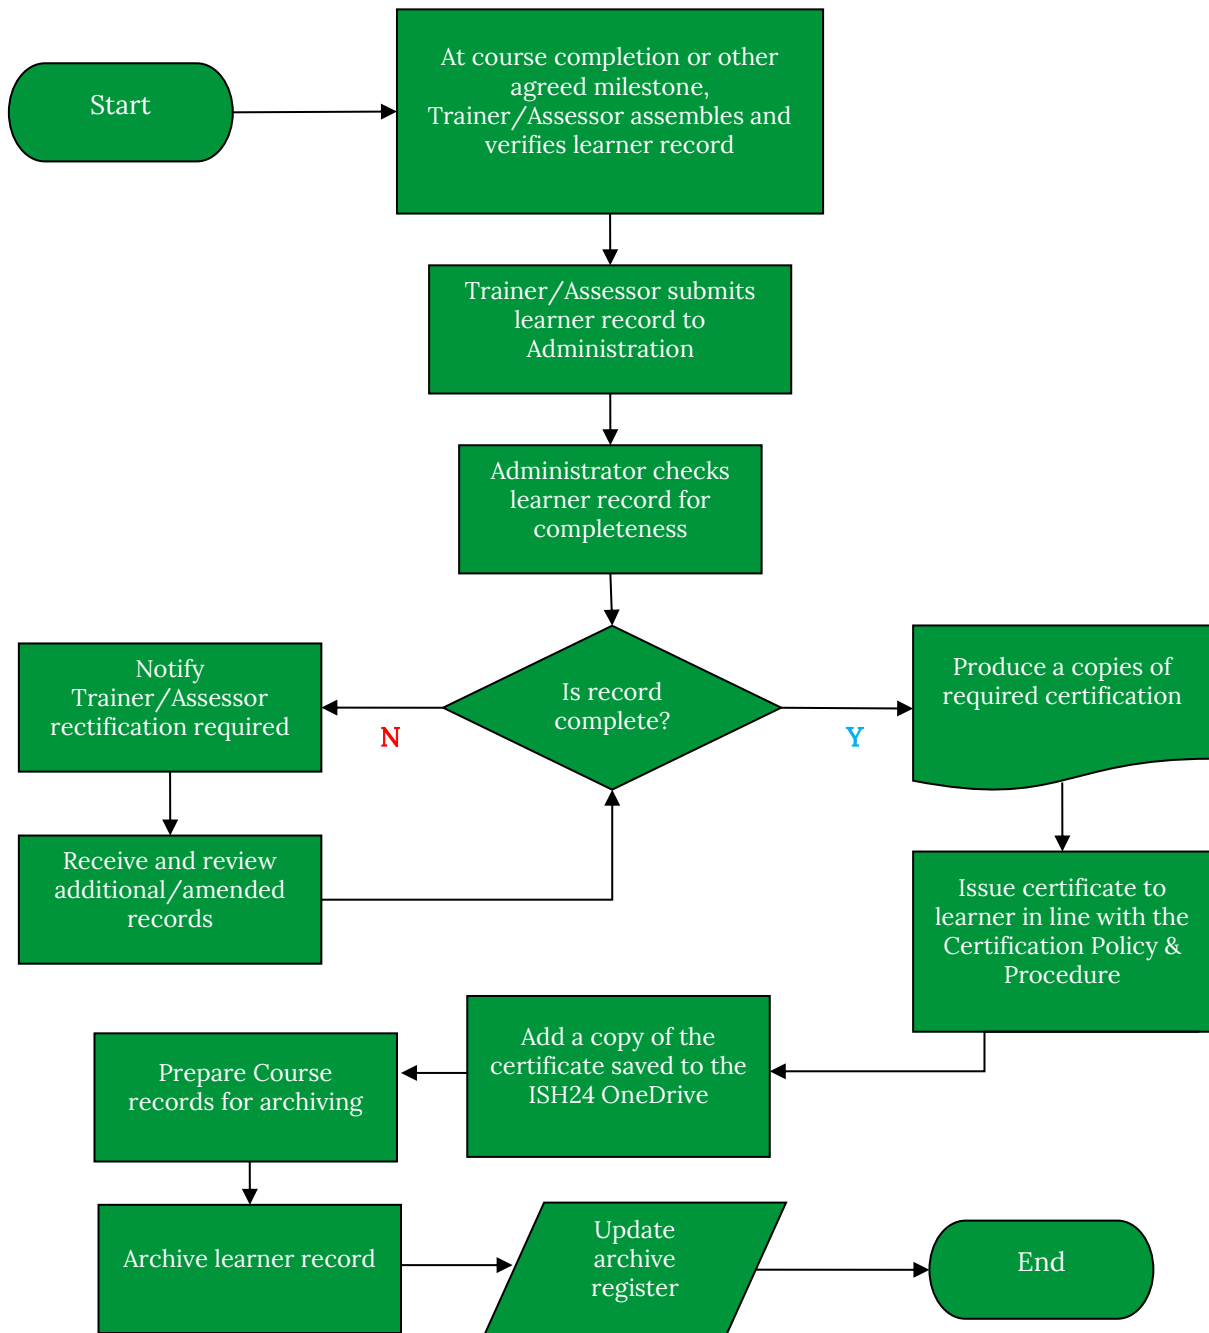 Start
At course completion or other
agreed milestone,
Trainer/Assessor assembles and
verifies learner record
Trainer/Assessor submits
learner record to
Administration
Administrator checks
learner record for
completeness
Is record
complete?
N
Y
Notify
Trainer/Assessor
rectification required
Receive and review
additional/amended
records
Produce a copies of
required certification
Issue certificate to
learner in line with the
Certification Policy &
Procedure
Add a copy of the
certificate saved to the
ISH24 OneDrive
Prepare Course
records for archiving
Archive learner record
Update
archive
register
End